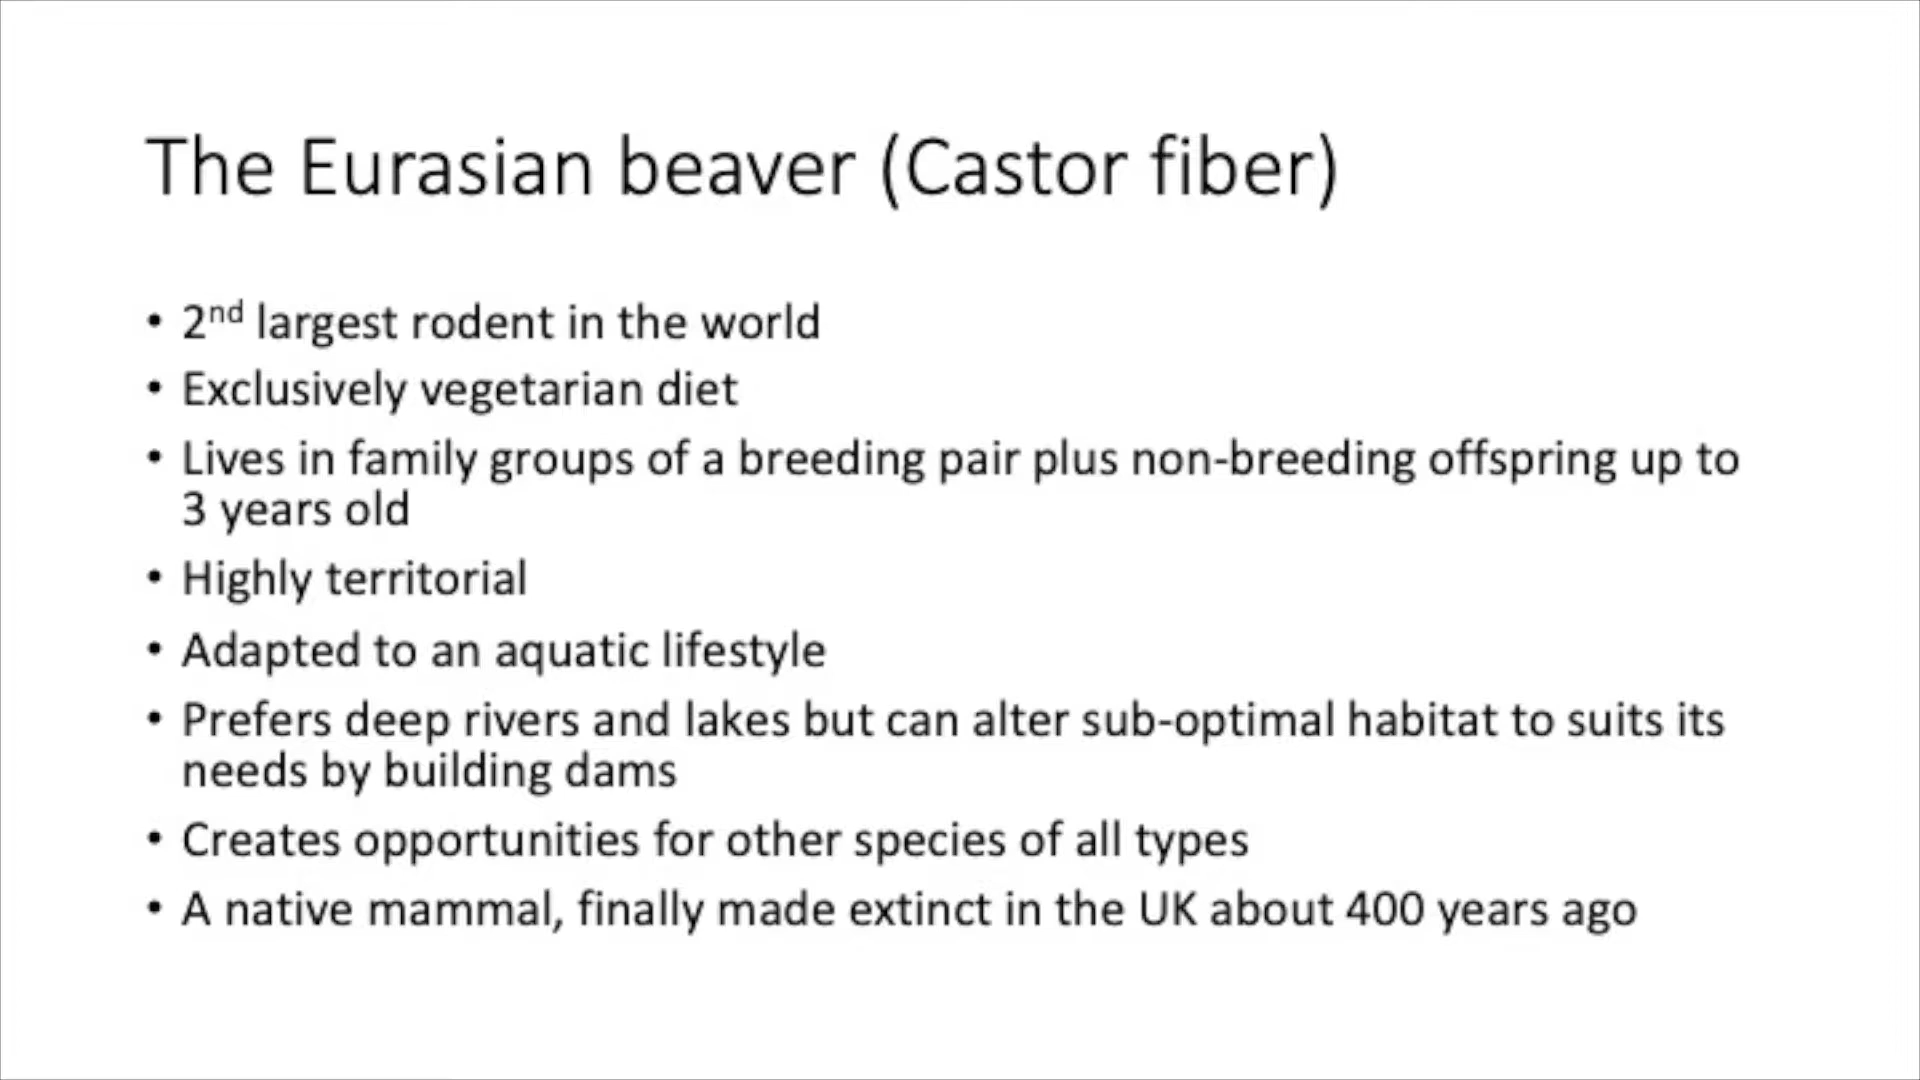 The Eurasian beaver (Castor fiber)
• 2nd largest rodent in the world
• Exclusively vegetarian diet
• Lives in family groups of a breeding pair plus non-breeding offspring up to
3 years old
• Highly territorial
• Adapted to an aquatic lifestyle
• Prefers deep rivers and lakes but can alter sub-optimal habitat to suits its
needs by building dams
• Creates opportunities for other species of all types
• A native mammal, finally made extinct in the UK about 400 years ago